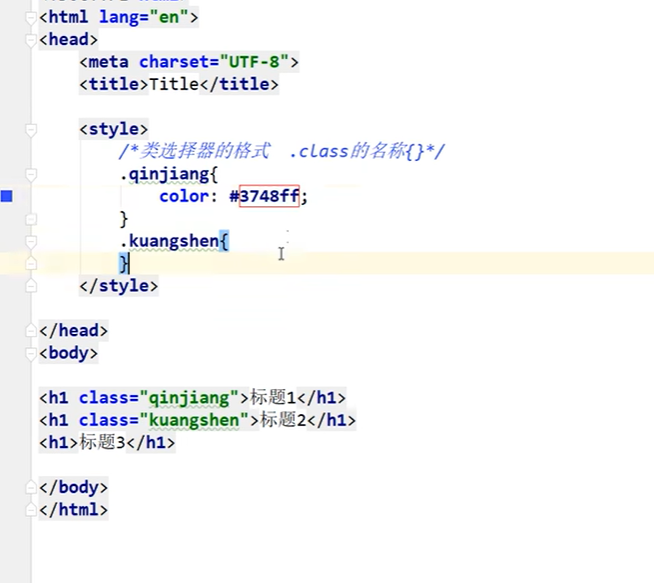 <html lang="en">
<head>
<meta charset="UTF-8">
<title>Title</title>
<style>
/*类选择器的格式  .class的名称{}*/
.qinjiang{
color: #3748ff;
}
.kuangshen{
}
</style>
</head>
<body>
<h1 class="qinjiang">标题1</h1>
<h1 class="kuangshen">标题2</h1>
<h1>标题3</h1>
</body>
</html>